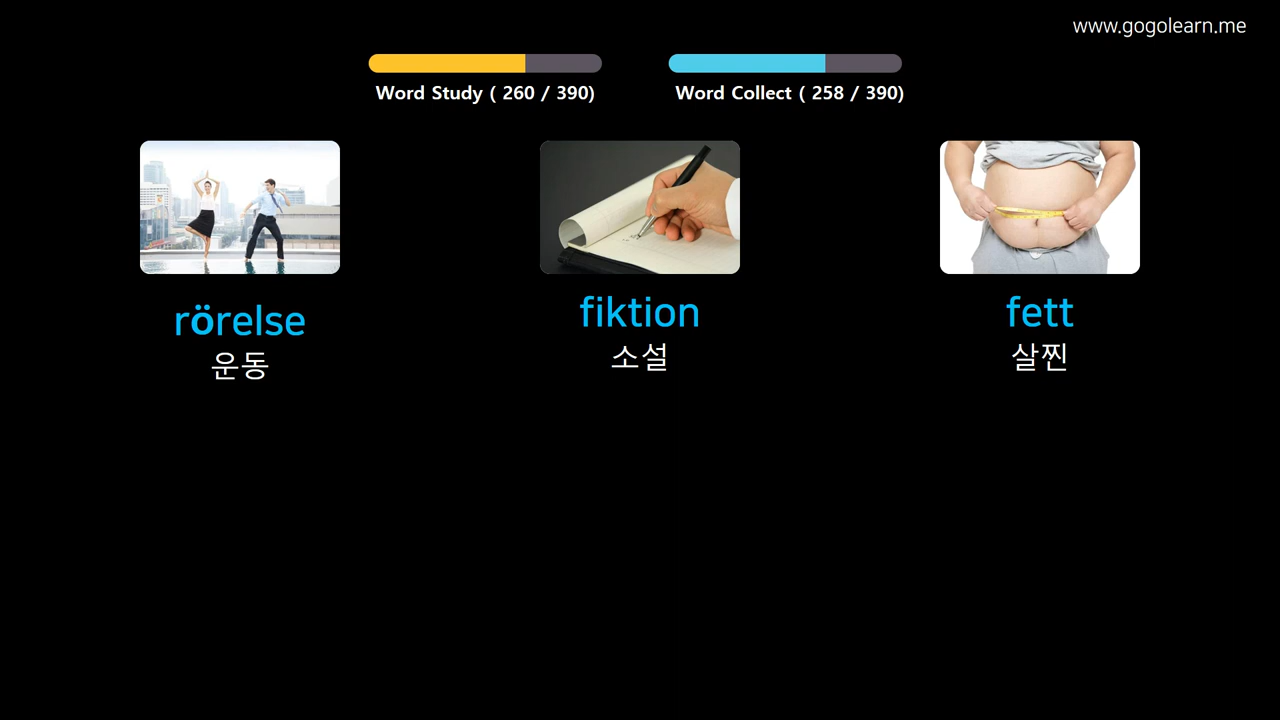 www.gogolearn.me
Word Study ( 260 / 390)
Word Collect ( 258 / 390)
rörelse
운동
fiktion
소설
fett
살찐